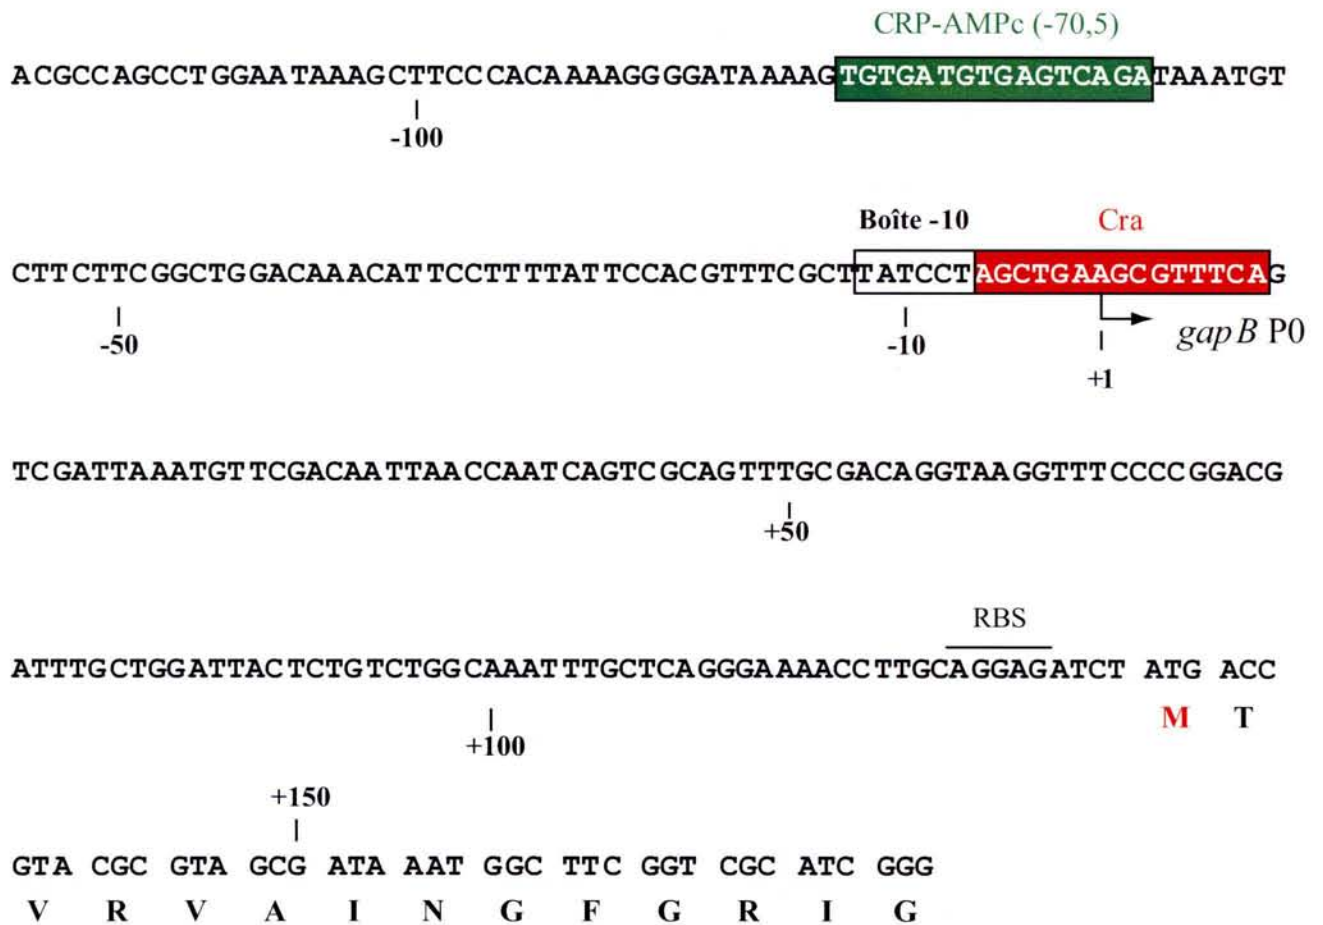 CRP-AMPc (-70,5)
ACGCCAGCCTGGAATAAAGCTTCCCACAAAAGGGGATAAAAGTGTGATGTGAGTCAGATAAATGT
-100
Boîte -10 Cra
CTTCTTCGGCTGGACAAACATTCCTTTTATTCCACGTTTCGCTTATCCTAGCTGAAGCGTTTCAG
-50 -10 gap B P0
+1
TCGATTAAATGTTCGACAATTAACCAATCAGTCGCAGTTTGCGACAGGTAAGGTTTCCCCGGACG
+50
RBS
ATTTGCTGGATTACTCTGTCTGGCAAATTTGCTCAGGGAAAACCTTGCAGGAGATCT ATG ACC
M T
+100
+150
GTA CGC GTA GCG ATA AAT GGC TTC GGT CGC ATC GGG
V R V A I N G F G R I G